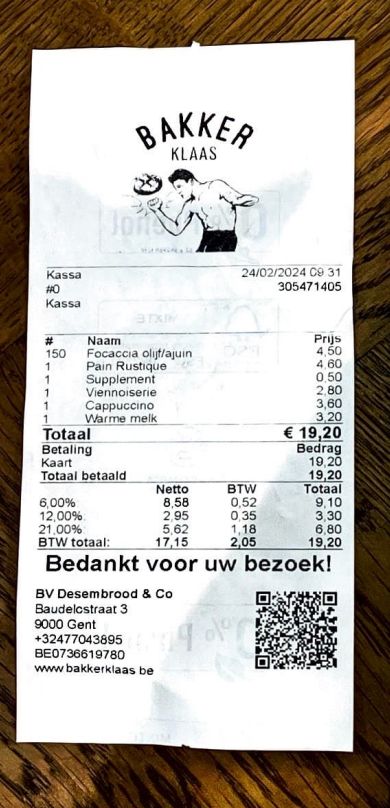 BAKKER
KLAAS
Kassa 24/02/2024 09 31
#0 305471405
Kassa
# Naam Prijs
150 Focaccia olijf/ajuin 4,50
1 Pain Rustique 4,60
1 Supplement 0,50
1 Viennoiserie 2,80
1 Cappuccino 3,60
1 Warme melk 3,20
Totaal € 19,20
Betaling Bedrag
Kaart 19,20
Totaal betaald 19,20
Netto BTW Totaal
6,00% 8,58 0,52 9,10
12,00% 2,95 0,35 3,30
21,00% 5,62 1,18 6,80
BTW totaal: 17,15 2,05 19,20
Bedankt voor uw bezoek!
BV Desembrood & Co
Baudelostraat 3
9000 Gent
+32477043895
BE0736619780
www.bakkerklaas.be